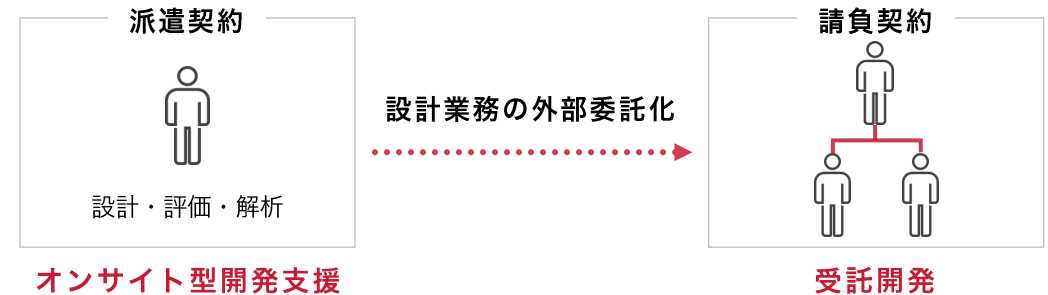 派遣契約
請負契約
設計業務の外部委託化
設計・評価・解析
オンサイト型開発支援
受託開発